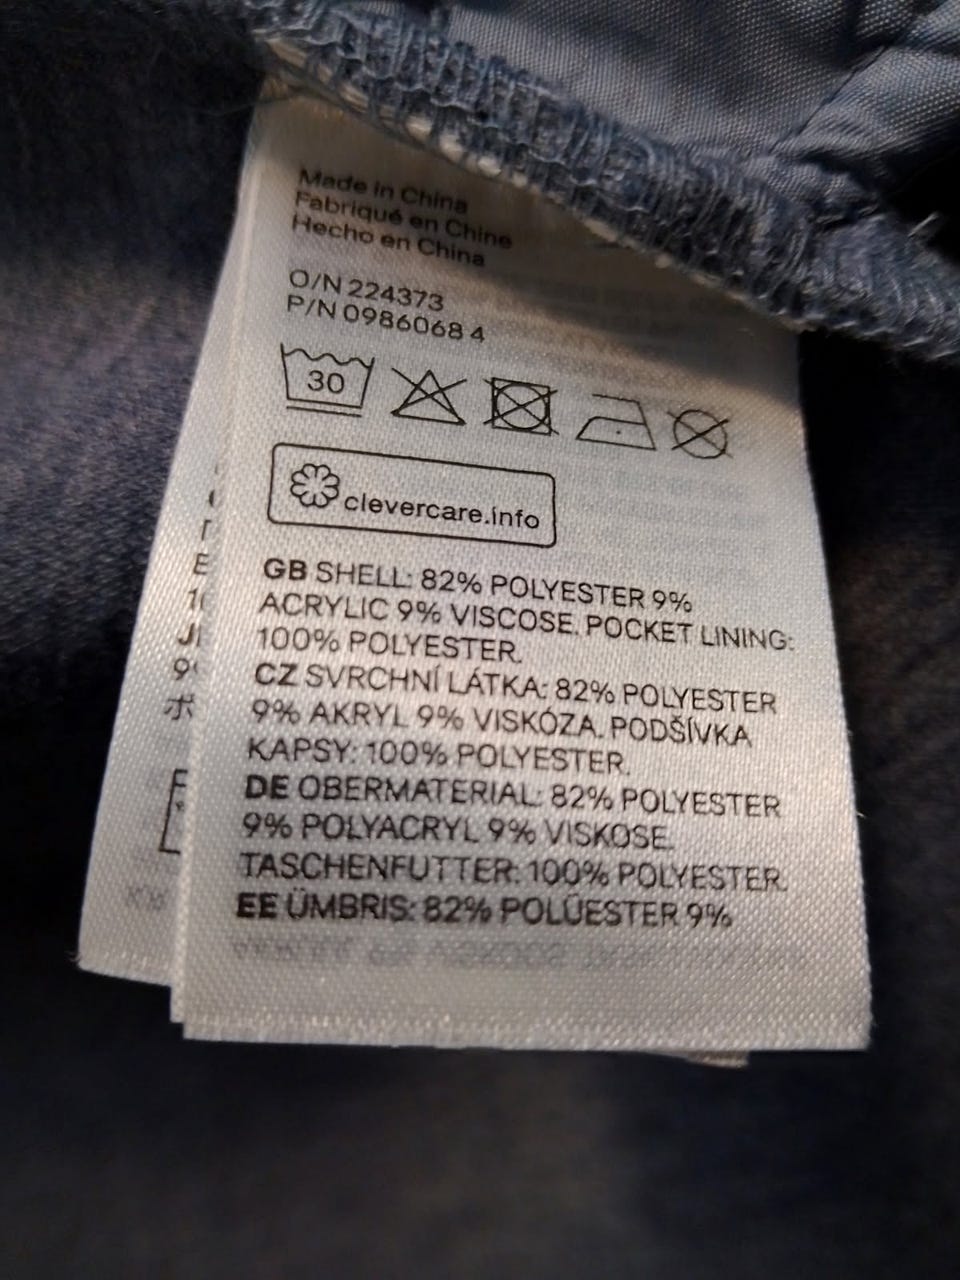 Made in China
Fabriqué en Chine
Hecho en China
O/N 224373
P/N 0986068 4
30
clevercare.info
GB SHELL: 82% POLYESTER 9%
ACRYLIC 9% VISCOSE. POCKET LINING:
100% POLYESTER.
CZ SVRCHNÍ LÁTKA: 82% POLYESTER
9% AKRYL 9% VISKÓZA. PODŠÍVKA
KAPSY: 100% POLYESTER.
DE OBERMATERIAL: 82% POLYESTER
9% POLYACRYL 9% VISKOSE.
TASCHENFUTTER: 100% POLYESTER.
EE ÜMBRIS: 82% POLÜESTER 9%